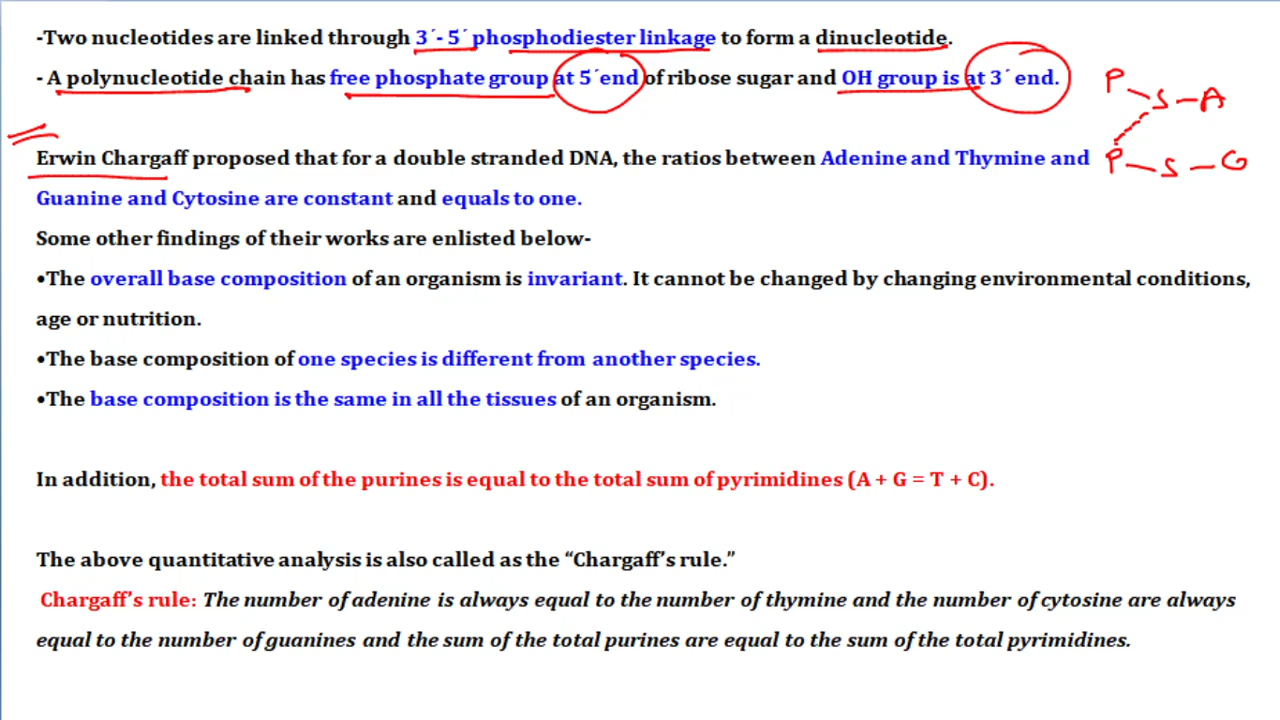 -Two nucleotides are linked through 3´- 5´ phosphodiester linkage to form a dinucleotide.
- A polynucleotide chain has free phosphate group at 5´end of ribose sugar and OH group is at 3´ end.
P
S - A
Erwin Chargaff proposed that for a double stranded DNA, the ratios between Adenine and Thymine and
P - S - G
Guanine and Cytosine are constant and equals to one.
Some other findings of their works are enlisted below-
•The overall base composition of an organism is invariant. It cannot be changed by changing environmental conditions,
age or nutrition.
•The base composition of one species is different from another species.
•The base composition is the same in all the tissues of an organism.
In addition, the total sum of the purines is equal to the total sum of pyrimidines (A + G = T + C).
The above quantitative analysis is also called as the “Chargaff’s rule.”
Chargaff’s rule: The number of adenine is always equal to the number of thymine and the number of cytosine are always
equal to the number of guanines and the sum of the total purines are equal to the sum of the total pyrimidines.